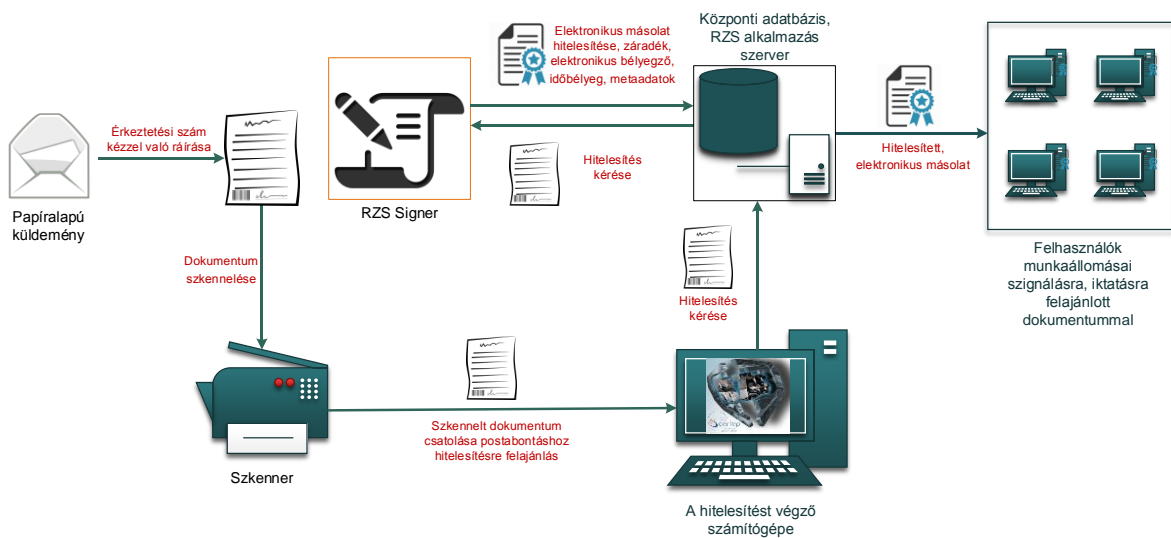 Papíralapú
küldemény
Érkeztetési szám
kézzel való ráírása
Dokumentum
szkennelése
Szkenner
Szkennelt dokumentum
csatolása postabontáshoz
hitelesítésre felajánlás
A hitelesítést végző
számítógépe
Hitelesítés
kérése
Központi adatbázis,
RZS alkalmazás
szerver
Hitelesítés
kérése
RZS Signer
Elektronikus másolat
hitelesítése, záradék,
elektronikus bélyegző,
időbélyeg, metaadatok
Hitelesített,
elektronikus másolat
Felhasználók
munkaállomásai
szignálásra, iktatásra
felajánlott
dokumentummal